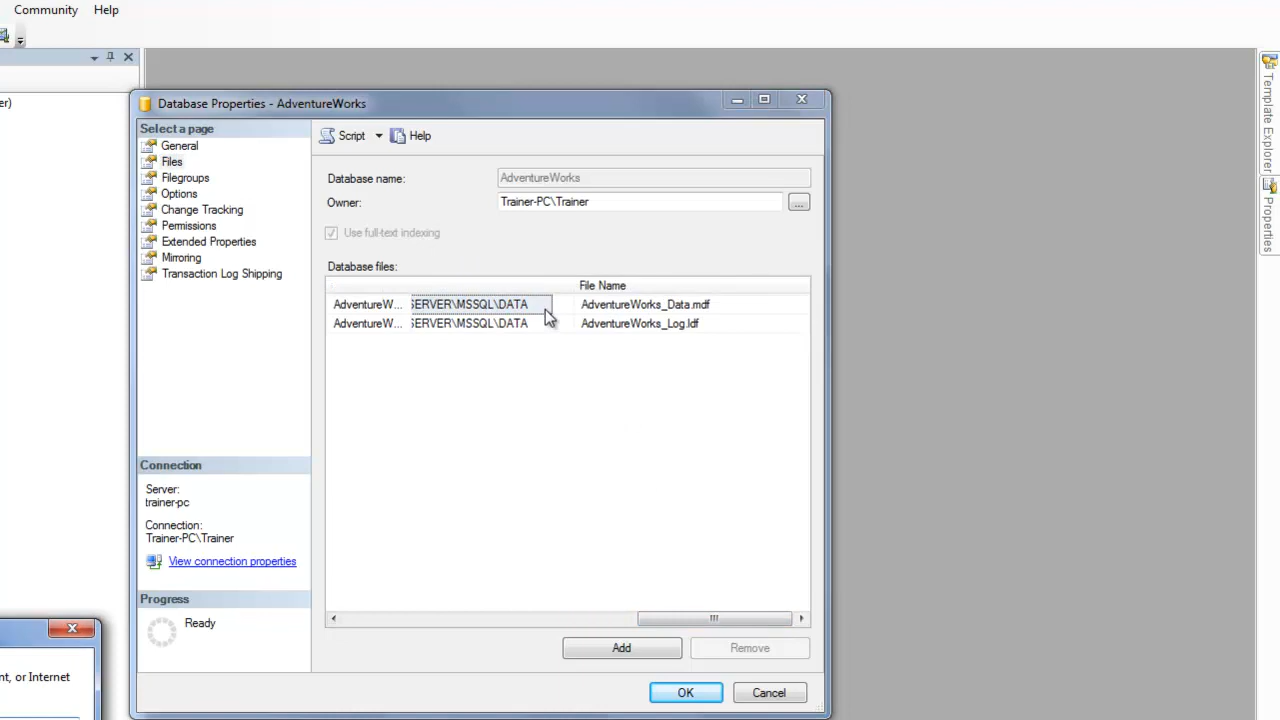 Community Help
er)
Database Properties - AdventureWorks
Select a page
General
Files
Filegroups
Options
Change Tracking
Permissions
Extended Properties
Mirroring
Transaction Log Shipping
Script Help
Database name: AdventureWorks
Owner: Trainer-PC\Trainer ...
Use full-text indexing
Database files:
File Name
AdventureW... SERVER\MSSQL\DATA AdventureWorks_Data.mdf
AdventureW... SERVER\MSSQL\DATA AdventureWorks_Log.ldf
Connection
Server:
trainer-pc
Connection:
Trainer-PC\Trainer
View connection properties
Progress
Ready
Add Remove
OK Cancel
nt, or Internet
Template Explorer
Properties